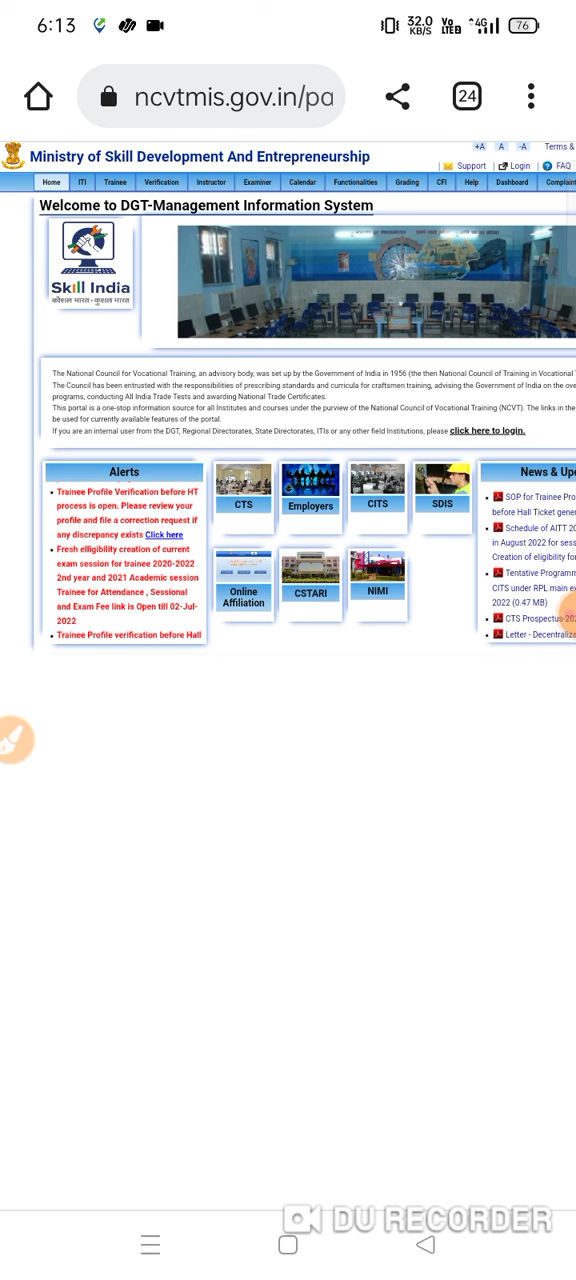 6:13
32.0
KB/S
Vo
LTE2
4G
76
ncvtmis.gov.in/pa
24
+A A -A Terms &
Ministry of Skill Development And Entrepreneurship
Support | Login | FAQ
Home ITI Trainee Verification Instructor Examiner Calendar Functionalities Grading CFI Help Dashboard Complaint
Welcome to DGT-Management Information System
Skill India
कौशल भारत-कुशल भारत
The National Council for Vocational Training, an advisory body, was set up by the Government of India in 1956 (the then National Council of Training in Vocational T
The Council has been entrusted with the responsibilities of prescribing standards and curricula for craftsmen training, advising the Government of India on the ove
programs, conducting All India Trade Tests and awarding National Trade Certificates.
This portal is a one-stop information source for all Institutes and courses under the purview of the National Council of Vocational Training (NCVT). The links in the
be used for currently available features of the portal.
If you are an internal user from the DGT, Regional Directorates, State Directorates, ITIs or any other field Institutions, please click here to login.
Alerts
Trainee Profile Verification before HT
process is open. Please review your
profile and file a correction request if
any discrepancy exists Click here
Fresh elligibility creation of current
exam session for trainee 2020-2022
2nd year and 2021 Academic session
Trainee for Attendance , Sessional
and Exam Fee link is Open till 02-Jul-
2022
Trainee Profile verification before Hall
CTS
Employers
CITS
SDIS
Online
Affiliation
CSTARI
NIMI
News & Upd
SOP for Trainee Pro
before Hall Ticket gene
Schedule of AITT 20
in August 2022 for sess
Creation of eligibility fo
Tentative Programm
CITS under RPL main ex
2022 (0.47 MB)
CTS Prospectus-202
Letter - Decentraliza
DU RECORDER